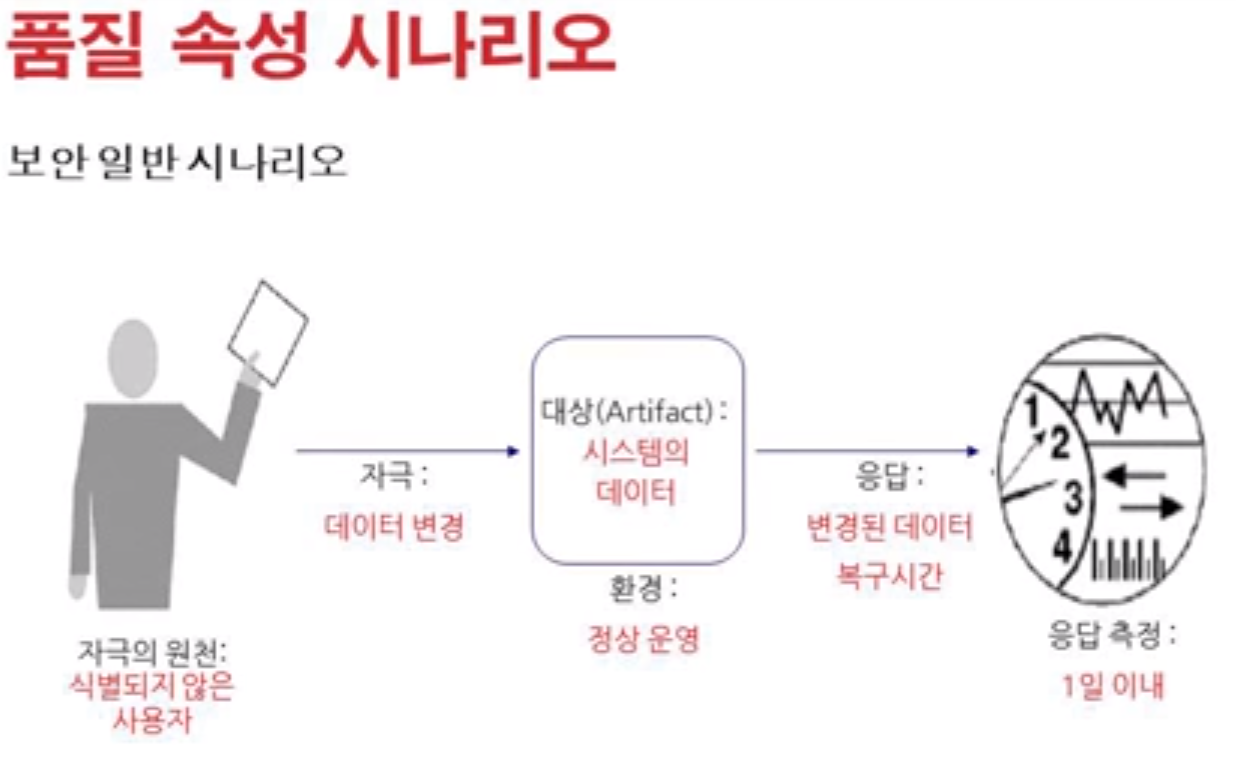 품질 속성 시나리오
보안 일반 시나리오
자극의 원천:
식별되지 않은
사용자
자극 :
데이터 변경
대상(Artifact) :
시스템의
데이터
환경 :
정상 운영
응답 :
변경된 데이터
복구시간
1
2
3
4
응답 측정 :
1일 이내